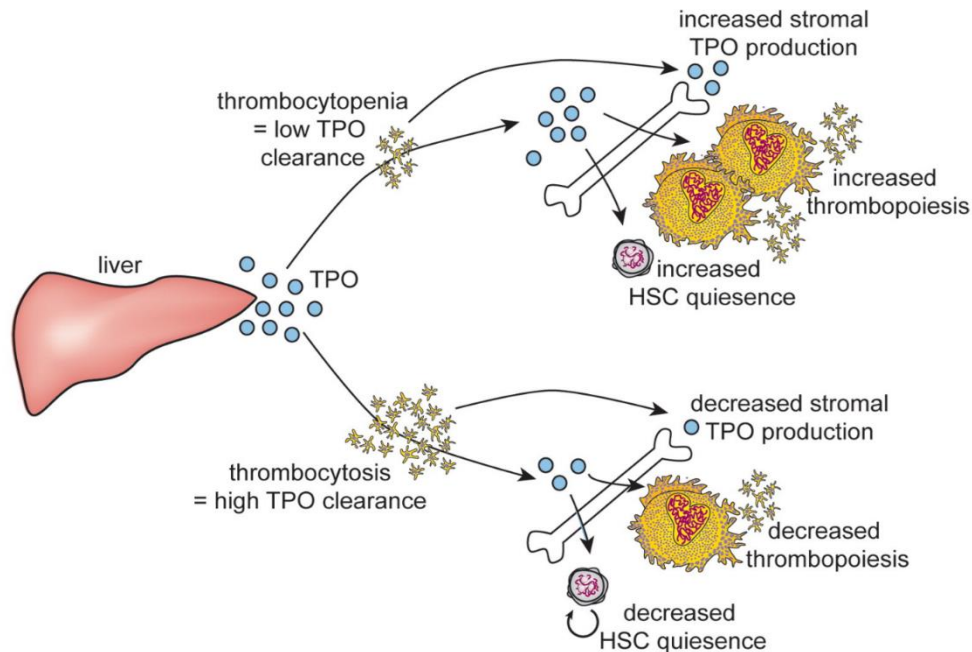 increased stromal
TPO production
thrombocytopenia
= low TPO
clearance
increased
thrombopoiesis
liver
TPO
increased
HSC quiesence
decreased stromal
TPO production
thrombocytosis
= high TPO clearance
decreased
thrombopoiesis
decreased
HSC quiesence